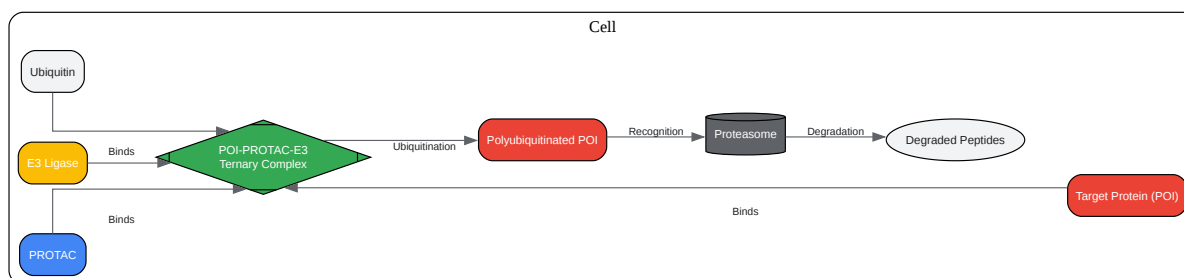 Cell
Ubiquitin
E3 Ligase
Binds
POI-PROTAC-E3
Ternary Complex
Ubiquitination
Polyubiquitinated POI
Recognition
Proteasome
Degradation
Degraded Peptides
Target Protein (POI)
Binds
Binds
PROTAC